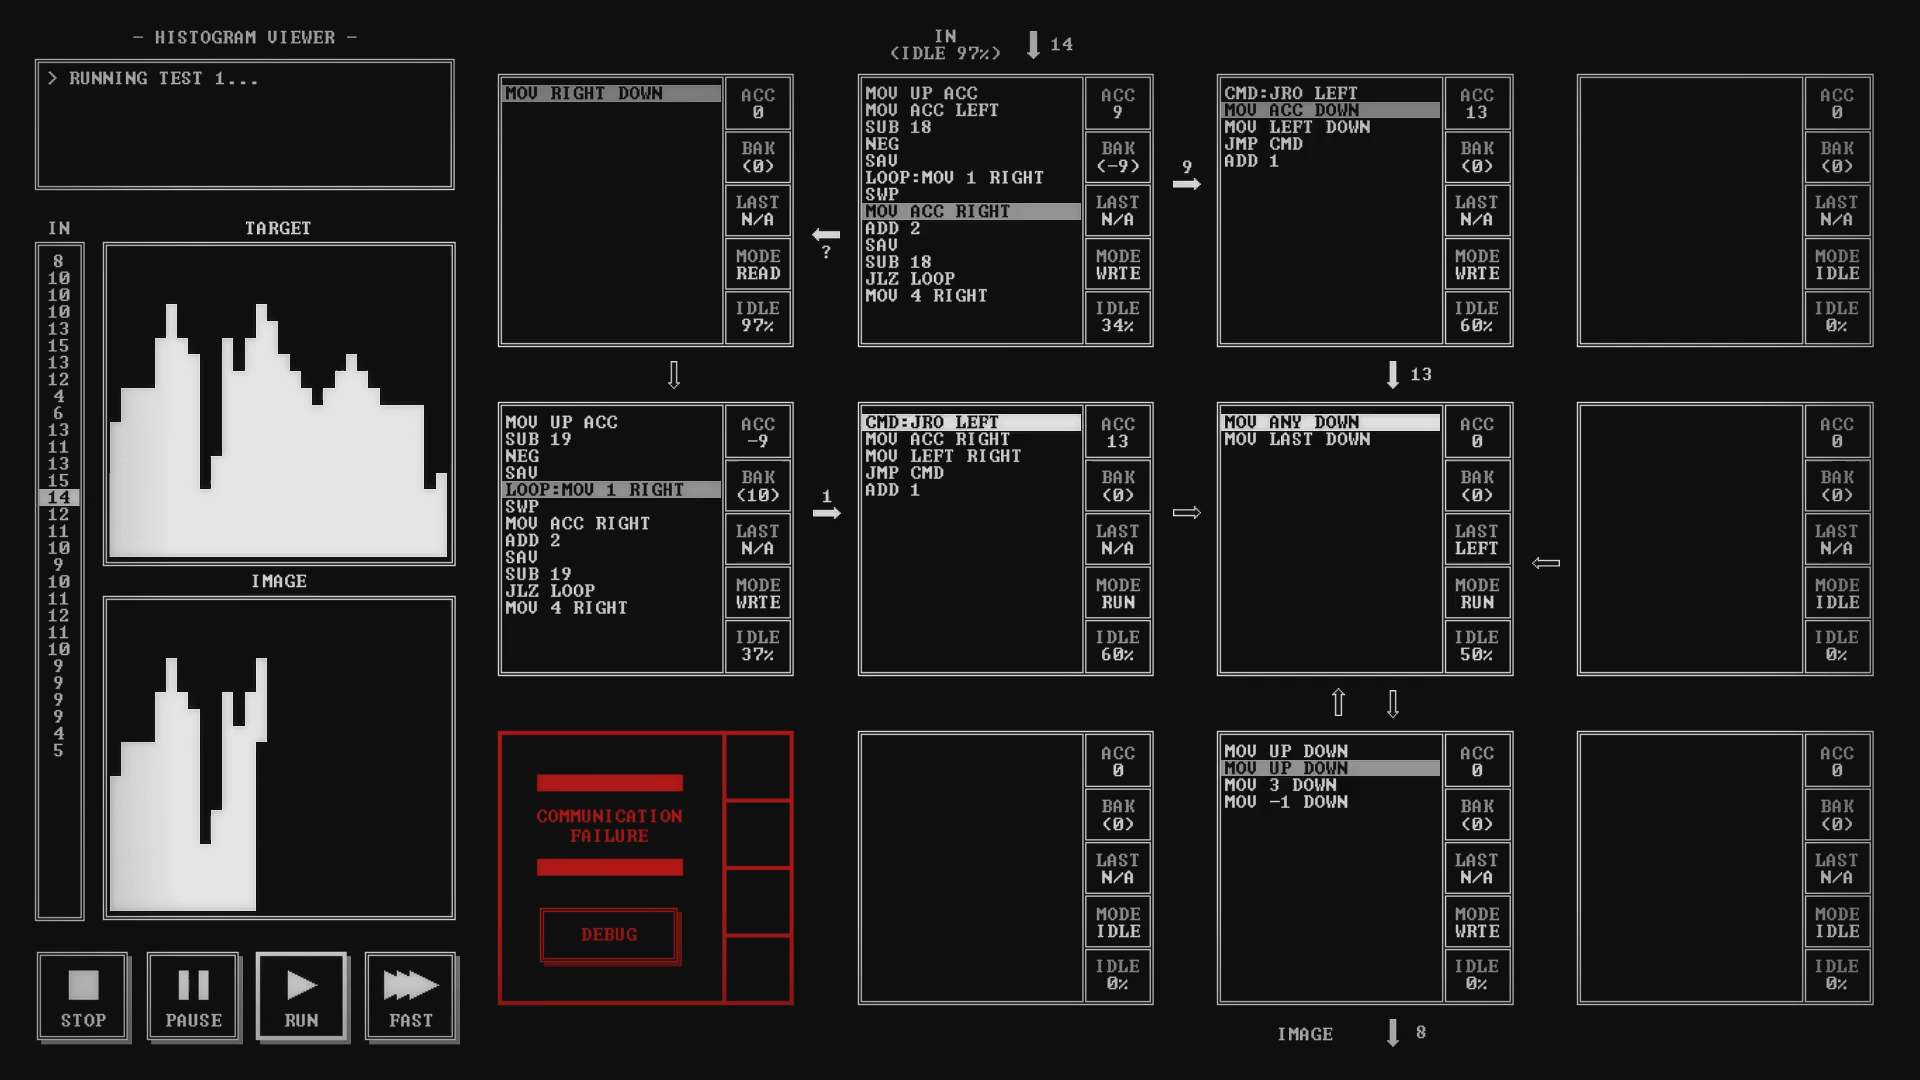 - HISTOGRAM VIEWER -
> RUNNING TEST 1...
IN
8
10
10
10
13
15
13
12
4
6
13
11
13
15
14
12
11
10
9
10
11
12
11
10
9
9
9
9
4
5
TARGET
IMAGE
STOP
PAUSE
RUN
FAST
IN
(IDLE 97%)
14
MOV RIGHT DOWN
ACC
0
BAK
(0)
LAST
N/A
MODE
READ
IDLE
97%
?
MOV UP ACC
MOV ACC LEFT
SUB 18
NEG
SAV
LOOP:MOV 1 RIGHT
SWP
MOV ACC RIGHT
ADD 2
SAV
SUB 18
JLZ LOOP
MOV 4 RIGHT
ACC
9
BAK
(-9)
LAST
N/A
MODE
WRTE
IDLE
34%
9
CMD:JRO LEFT
MOV ACC DOWN
MOV LEFT DOWN
JMP CMD
ADD 1
ACC
13
BAK
(0)
LAST
N/A
MODE
WRTE
IDLE
60%
ACC
0
BAK
(0)
LAST
N/A
MODE
IDLE
IDLE
0%
13
MOV UP ACC
SUB 19
NEG
SAV
LOOP:MOV 1 RIGHT
SWP
MOV ACC RIGHT
ADD 2
SAV
SUB 19
JLZ LOOP
MOV 4 RIGHT
ACC
-9
BAK
(10)
LAST
N/A
MODE
WRTE
IDLE
37%
1
CMD:JRO LEFT
MOV ACC RIGHT
MOV LEFT RIGHT
JMP CMD
ADD 1
ACC
13
BAK
(0)
LAST
N/A
MODE
RUN
IDLE
60%
MOV ANY DOWN
MOV LAST DOWN
ACC
0
BAK
(0)
LAST
LEFT
MODE
RUN
IDLE
50%
ACC
0
BAK
(0)
LAST
N/A
MODE
IDLE
IDLE
0%
COMMUNICATION
FAILURE
DEBUG
ACC
0
BAK
(0)
LAST
N/A
MODE
IDLE
IDLE
0%
MOV UP DOWN
MOV UP DOWN
MOV 3 DOWN
MOV -1 DOWN
ACC
0
BAK
(0)
LAST
N/A
MODE
WRTE
IDLE
0%
ACC
0
BAK
(0)
LAST
N/A
MODE
IDLE
IDLE
0%
IMAGE
8